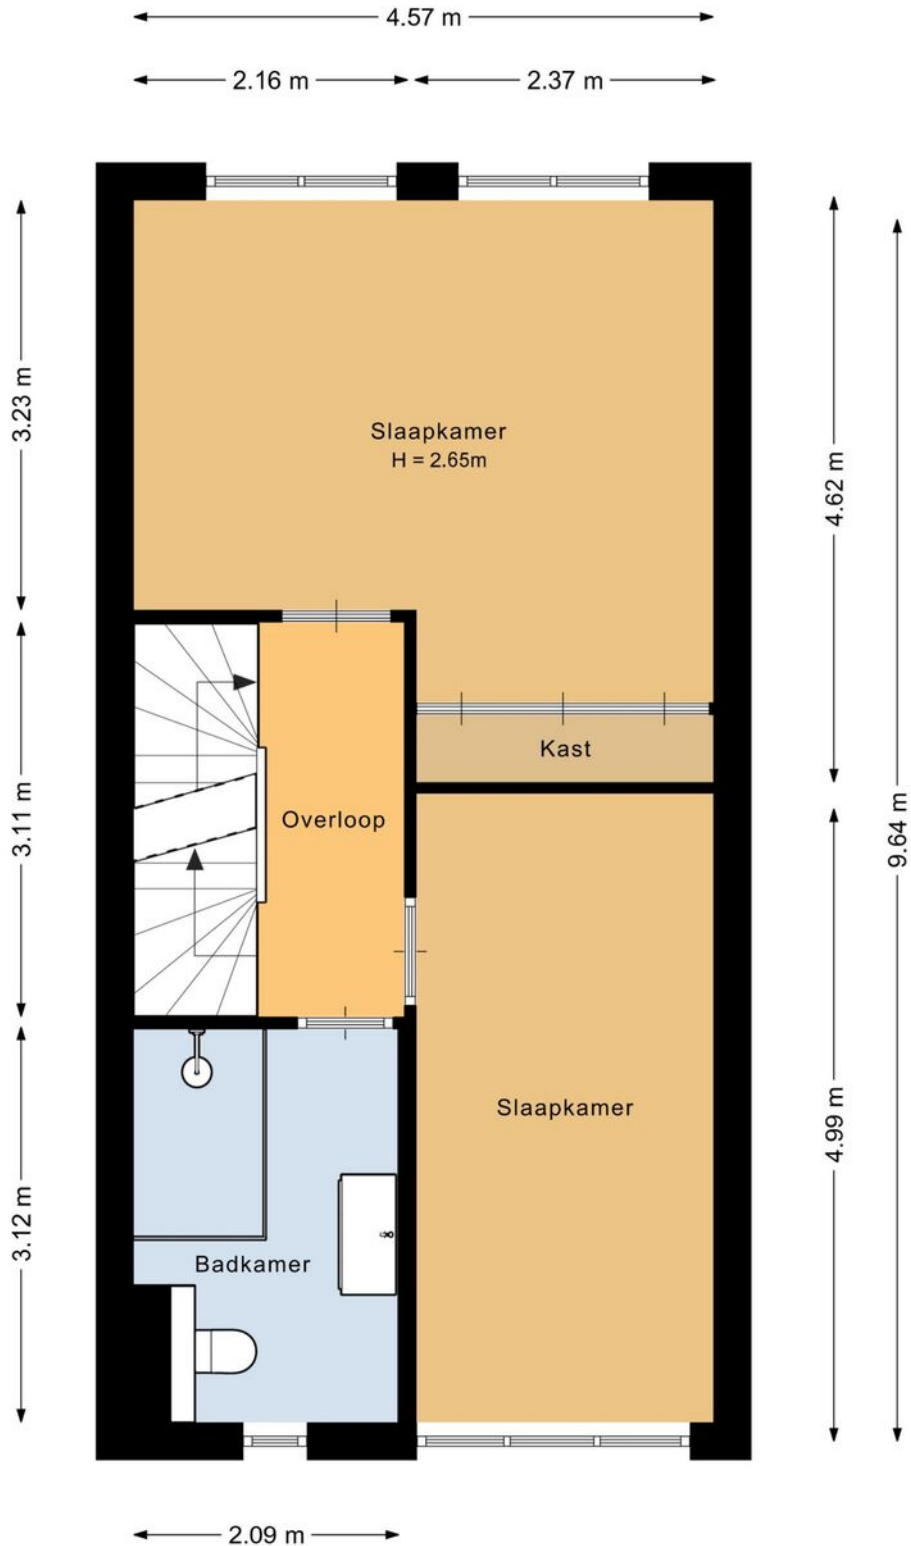 4.57 m
2.16 m
2.37 m
3.23 m
Slaapkamer
H = 2.65m
4.62 m
Kast
3.11 m
Overloop
9.64 m
Slaapkamer
4.99 m
3.12 m
Badkamer
2.09 m